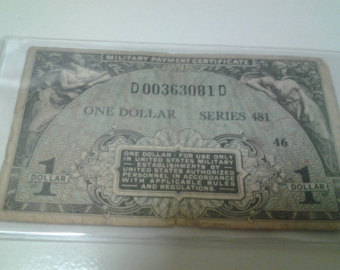 MILITARY PAYMENT CERTIFICATE
D00363081D
ONE DOLLAR SERIES 481
46
ONE DOLLAR - FOR USE ONLY
IN UNITED STATES MILITARY
ESTABLISHMENTS BY
UNITED STATES AUTHORIZED
PERSONNEL IN ACCORDANCE
WITH APPLICABLE RULES
AND REGULATIONS
1 1
DOLLAR DOLLAR